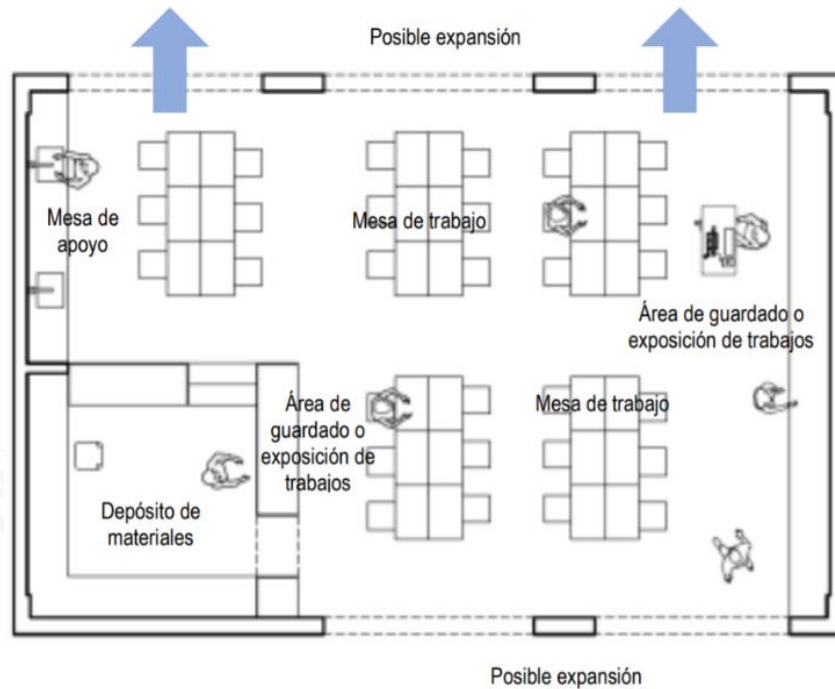 Posible expansión
Mesa de
apoyo
Mesa de trabajo
Área de guardado o
exposición de trabajos
Área de
guardado o
exposición de
trabajos
Mesa de trabajo
Depósito de
materiales
Posible expansión